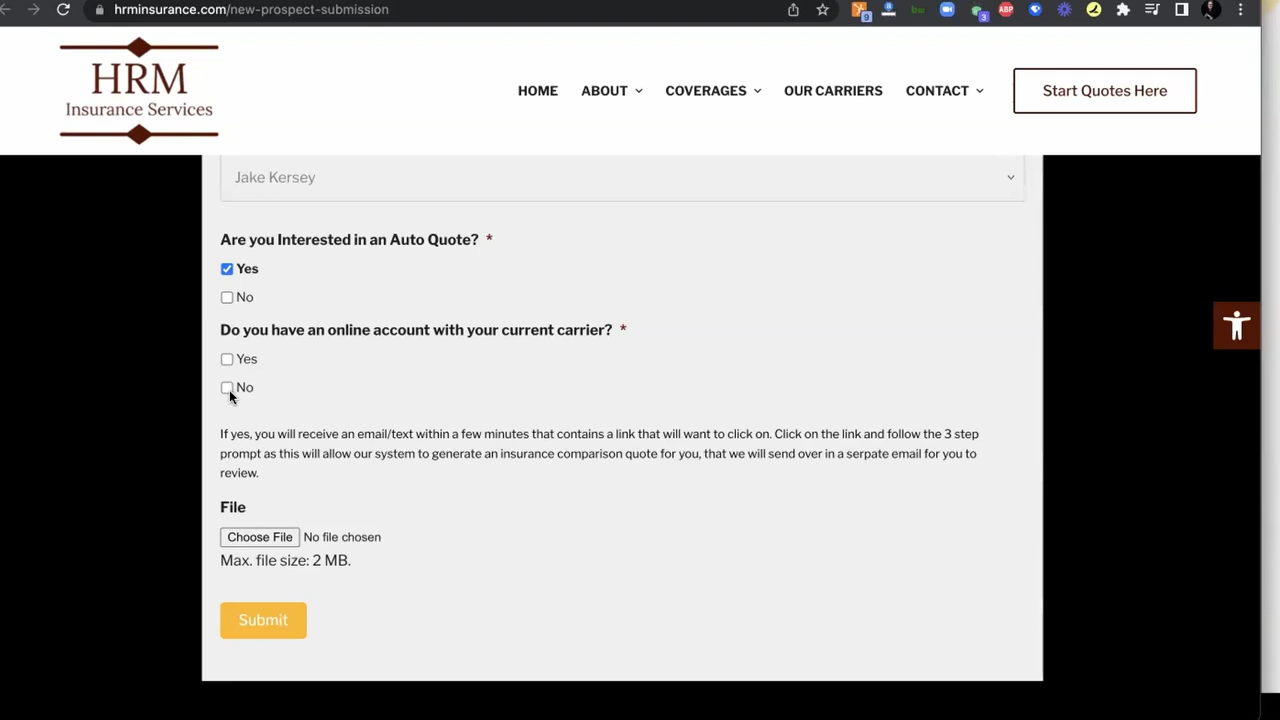 hrminsurance.com/new-prospect-submission
9
bu
3
ABP
HRM
Insurance Services
HOME
ABOUT
COVERAGES
OUR CARRIERS
CONTACT
Start Quotes Here
Jake Kersey
Are you Interested in an Auto Quote? *
Yes
No
Do you have an online account with your current carrier? *
Yes
No
If yes, you will receive an email/text within a few minutes that contains a link that will want to click on. Click on the link and follow the 3 step
prompt as this will allow our system to generate an insurance comparison quote for you, that we will send over in a serpate email for you to
review.
File
Choose File No file chosen
Max. file size: 2 MB.
Submit